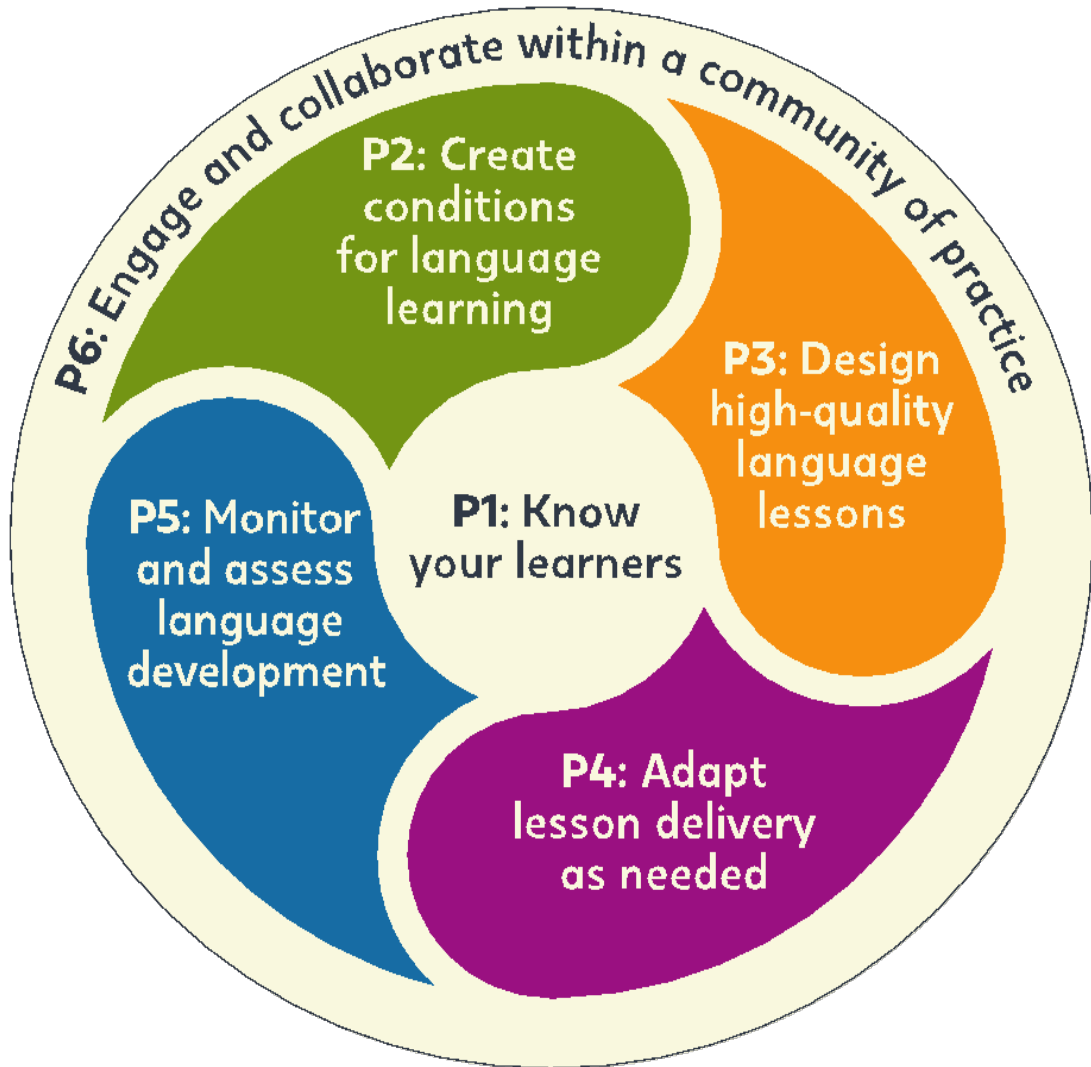 P6: Engage and collaborate within a community of practice
P2: Create
conditions
for language
learning
P3: Design
high-quality
language
lessons
P1: Know
your learners
P5: Monitor
and assess
language
development
P4: Adapt
lesson delivery
as needed